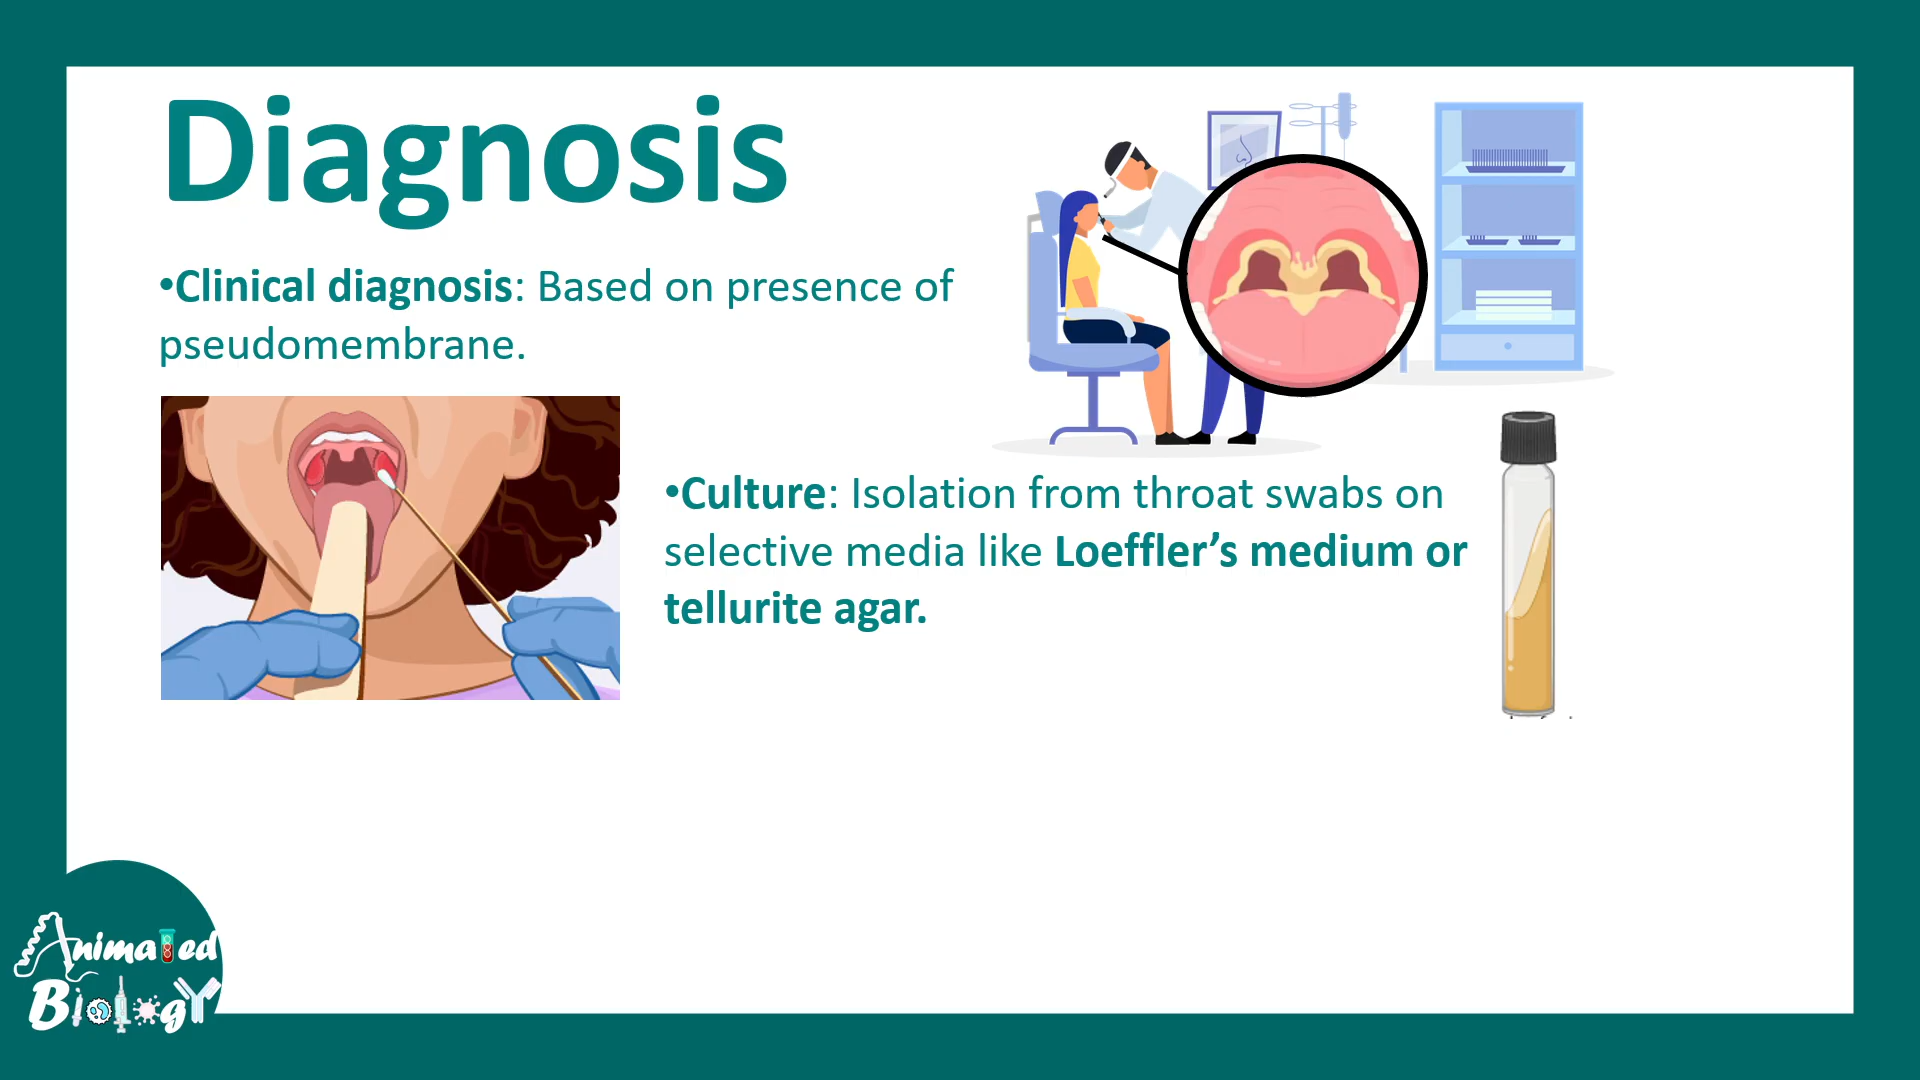 Diagnosis
•Clinical diagnosis: Based on presence of
pseudomembrane.
•Culture: Isolation from throat swabs on
selective media like Loeffler’s medium or
tellurite agar.
Animated
Biology